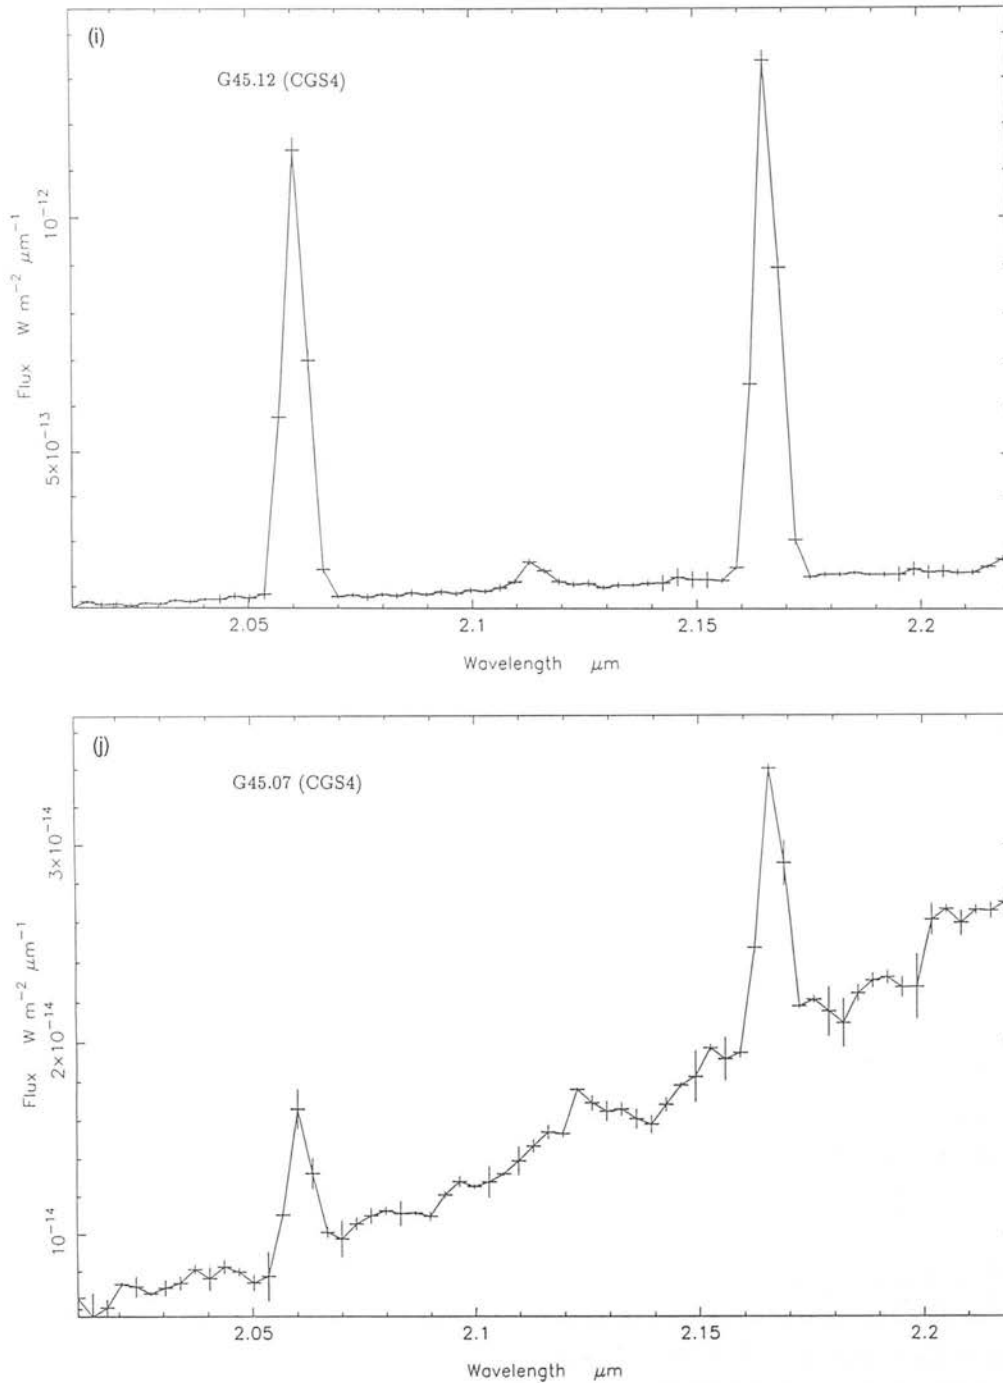 (i)
G45.12 (CGS4)
Flux W m⁻² μm⁻¹
5×10⁻¹³
10⁻¹²
2.05
2.1
2.15
2.2
Wavelength μm
(j)
G45.07 (CGS4)
Flux W m⁻² μm⁻¹
10⁻¹⁴
2×10⁻¹⁴
3×10⁻¹⁴
2.05
2.1
2.15
2.2
Wavelength μm